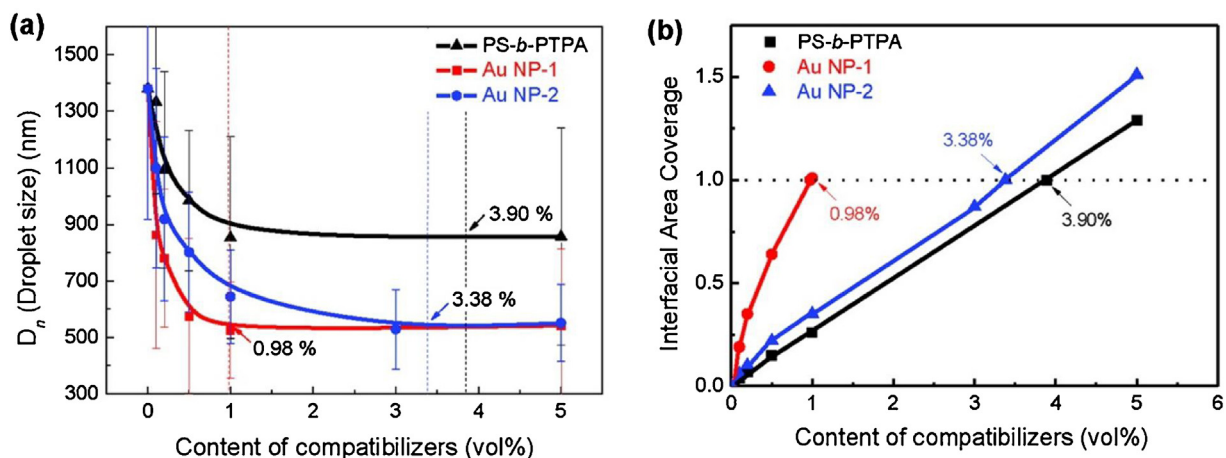 (a)
1500
1300
1100
900
700
500
300
D_n (Droplet size) (nm)
PS-b-PTPA
Au NP-1
Au NP-2
3.90 %
3.38 %
0.98 %
0 1 2 3 4 5
Content of compatibilizers (vol%)
(b)
1.5
1.0
0.5
0.0
Interfacial Area Coverage
PS-b-PTPA
Au NP-1
Au NP-2
3.38%
0.98%
3.90%
0 1 2 3 4 5 6
Content of compatibilizers (vol%)